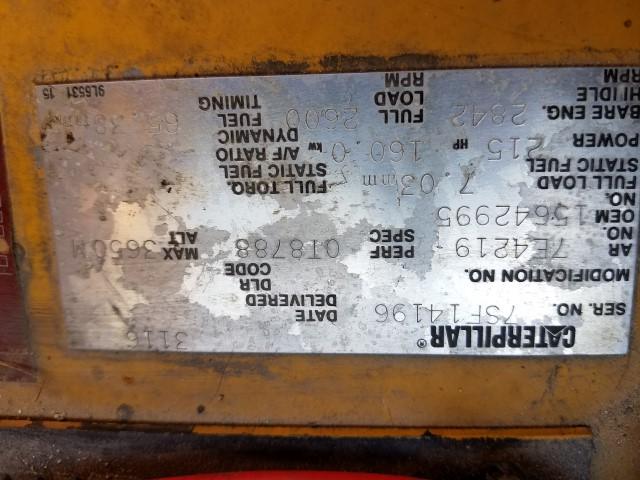 CATERPILLAR® 3116
SER. NO. 7SF14196 DATE DELIVERED
MODIFICATION NO. DLR CODE
AR NO. 7E4219 PERF SPEC 0T8788 MAX ALT 3650M
OEM NO. 15642995
FULL LOAD STATIC FUEL 7.03mm FULL TORQ. STATIC FUEL
POWER 215 HP 160.0 kw A/F RATIO DYNAMIC
BARE ENG. HI IDLE RPM 2842 FULL LOAD RPM 2600 FUEL TIMING
9L5531 15